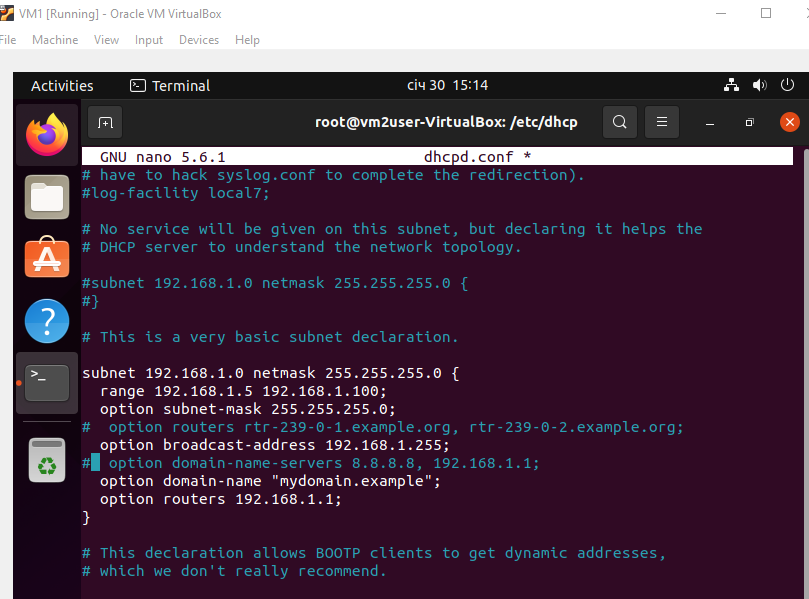 VM1 [Running] - Oracle VM VirtualBox
File Machine View Input Devices Help
Activities Terminal січ 30 15:14
root@vm2user-VirtualBox: /etc/dhcp
GNU nano 5.6.1 dhcpd.conf *
# have to hack syslog.conf to complete the redirection).
#log-facility local7;
# No service will be given on this subnet, but declaring it helps the
# DHCP server to understand the network topology.
#subnet 192.168.1.0 netmask 255.255.255.0 {
#}
# This is a very basic subnet declaration.
subnet 192.168.1.0 netmask 255.255.255.0 {
  range 192.168.1.5 192.168.1.100;
  option subnet-mask 255.255.255.0;
#  option routers rtr-239-0-1.example.org, rtr-239-0-2.example.org;
  option broadcast-address 192.168.1.255;
#  option domain-name-servers 8.8.8.8, 192.168.1.1;
  option domain-name "mydomain.example";
  option routers 192.168.1.1;
}
# This declaration allows BOOTP clients to get dynamic addresses,
# which we don't really recommend.